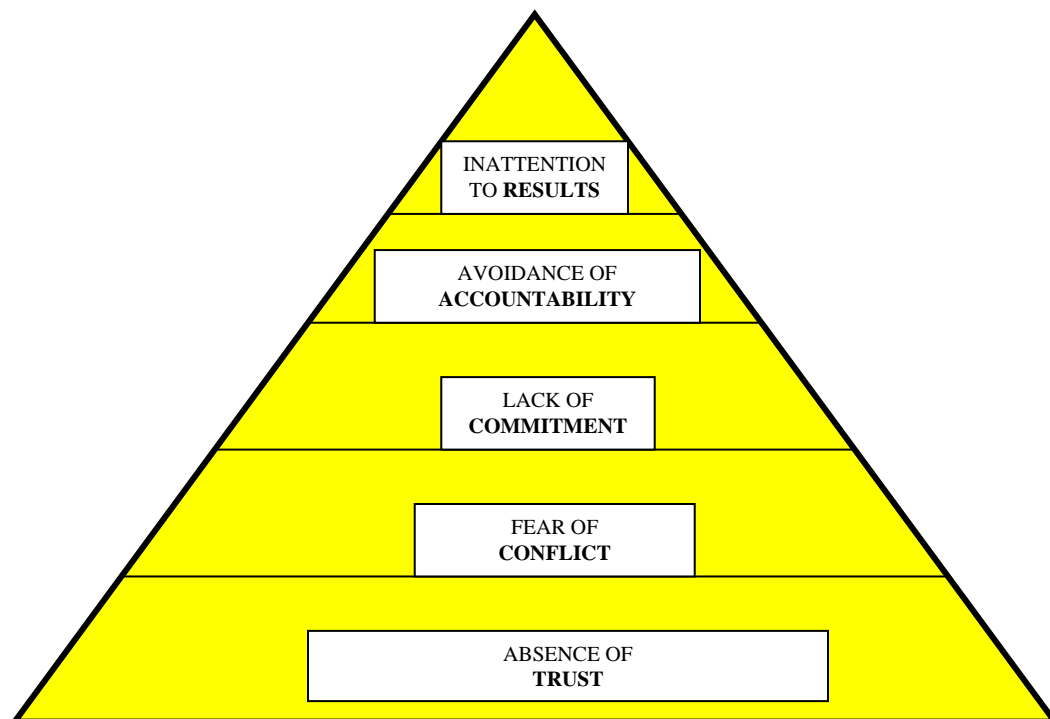 INATTENTION
TO RESULTS
AVOIDANCE OF
ACCOUNTABILITY
LACK OF
COMMITMENT
FEAR OF
CONFLICT
ABSENCE OF
TRUST